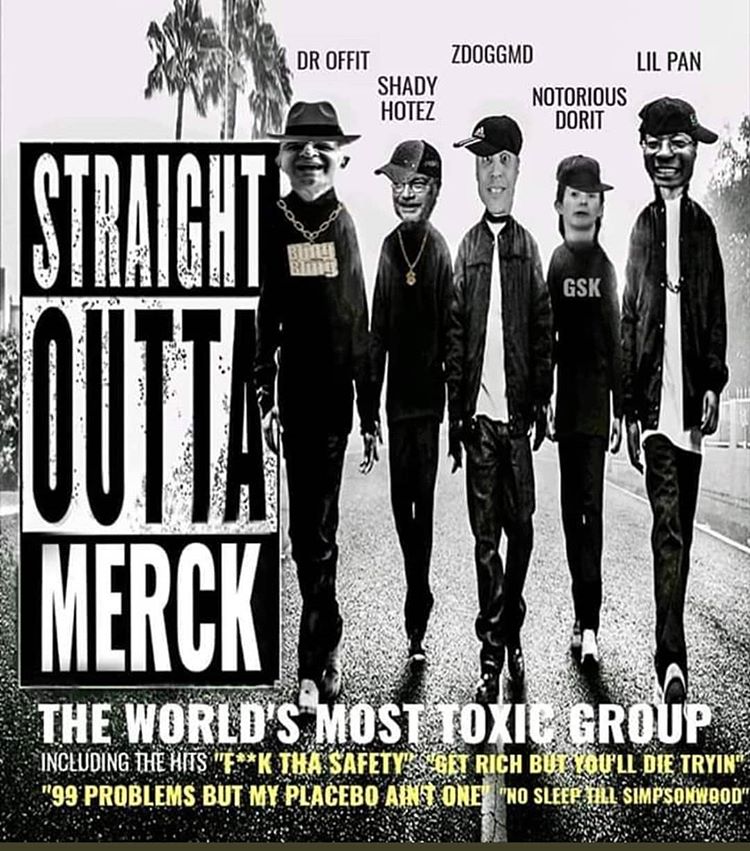 DR OFFIT
SHADY
HOTEZ
ZDOGGMD
NOTORIOUS
DORIT
LIL PAN
STRAIGHT
OUTTA
MERCK
GSK
THE WORLD'S MOST TOXIC GROUP
INCLUDING THE HITS "F**K THA SAFETY" "GET RICH BUT YOU'LL DIE TRYIN"
"99 PROBLEMS BUT MY PLACEBO AIN'T ONE" "NO SLEEP TILL SIMPSONWOOD"